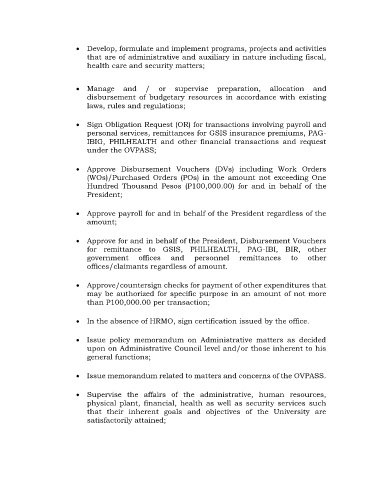 • Develop, formulate and implement programs, projects and activities
that are of administrative and auxiliary in nature including fiscal,
health care and security matters;
• Manage and / or supervise preparation, allocation and
disbursement of budgetary resources in accordance with existing
laws, rules and regulations;
• Sign Obligation Request (OR) for transactions involving payroll and
personal services, remittances for GSIS insurance premiums, PAG-
IBIG, PHILHEALTH and other financial transactions and request
under the OVPASS;
• Approve Disbursement Vouchers (DVs) including Work Orders
(WOs)/Purchased Orders (POs) in the amount not exceeding One
Hundred Thousand Pesos (P100,000.00) for and in behalf of the
President;
• Approve payroll for and in behalf of the President regardless of the
amount;
• Approve for and in behalf of the President, Disbursement Vouchers
for remittance to GSIS, PHILHEALTH, PAG-IBI, BIR, other
government offices and personnel remittances to other
offices/claimants regardless of amount.
• Approve/countersign checks for payment of other expenditures that
may be authorized for specific purpose in an amount of not more
than P100,000.00 per transaction;
• In the absence of HRMO, sign certification issued by the office.
• Issue policy memorandum on Administrative matters as decided
upon on Administrative Council level and/or those inherent to his
general functions;
• Issue memorandum related to matters and concerns of the OVPASS.
• Supervise the affairs of the administrative, human resources,
physical plant, financial, health as well as security services such
that their inherent goals and objectives of the University are
satisfactorily attained;